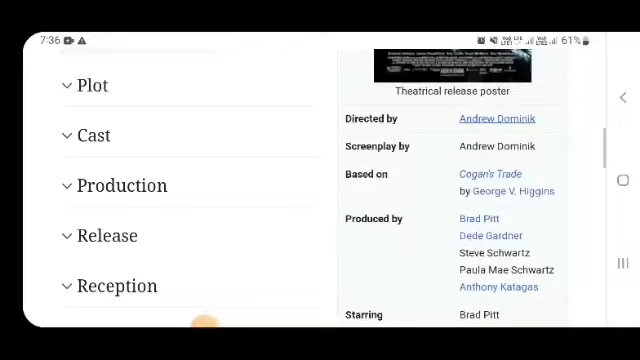 7:36
61%
Plot
Cast
Production
Release
Reception
Theatrical release poster
Directed by Andrew Dominik
Screenplay by Andrew Dominik
Based on Cogan's Trade
by George V. Higgins
Produced by Brad Pitt
Dede Gardner
Steve Schwartz
Paula Mae Schwartz
Anthony Katagas
Starring Brad Pitt